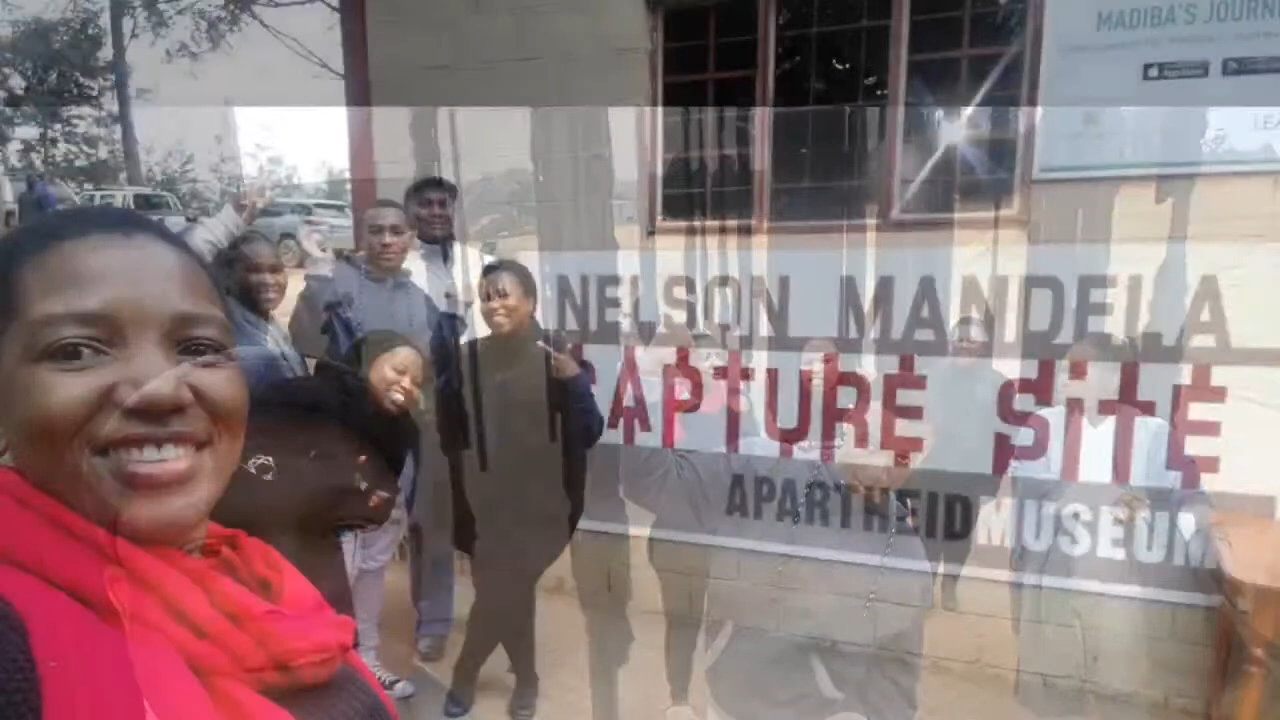 MADIBA'S JOURN
NELSON MANDELA
CAPTURE SitE
APARTHEID MUSEUM